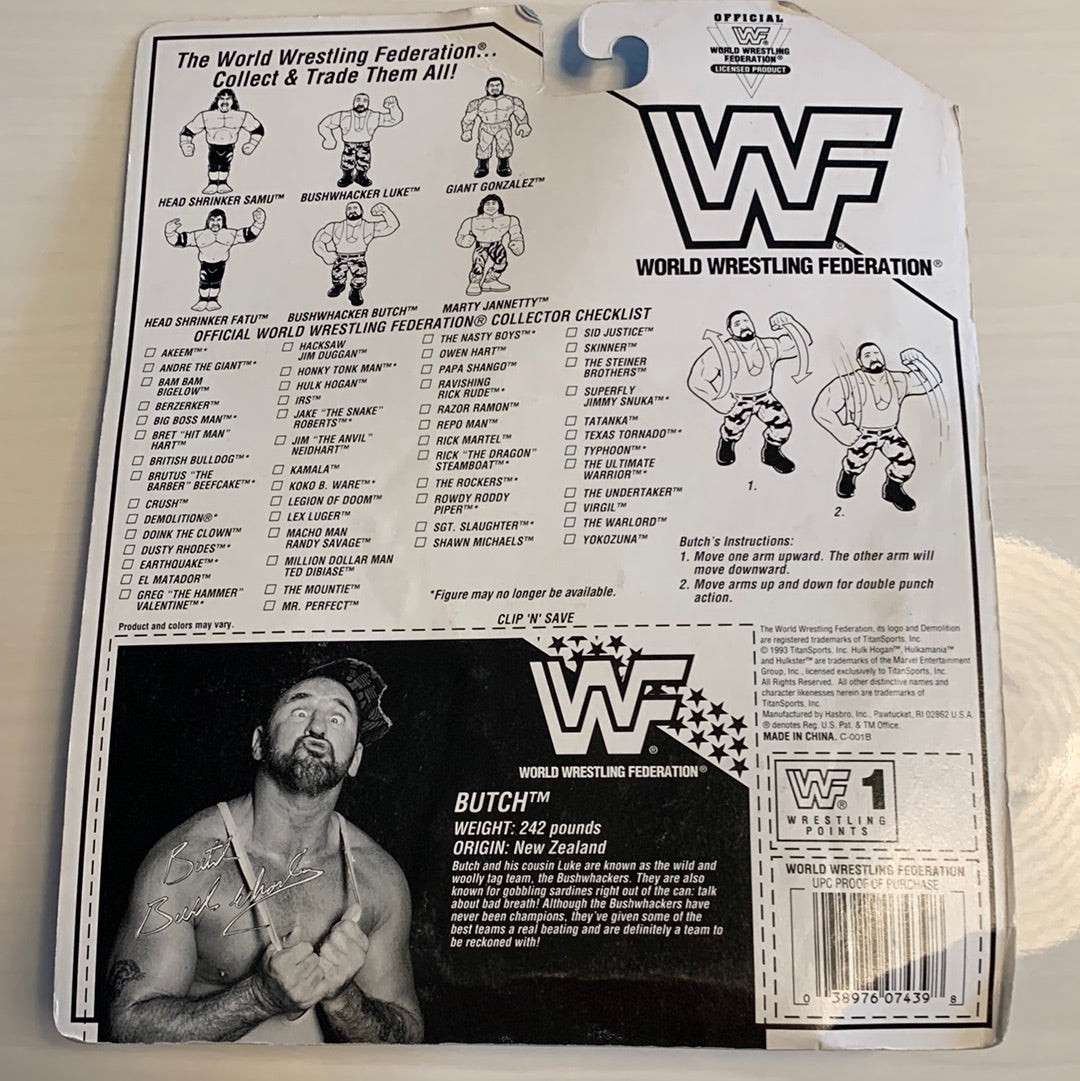 The World Wrestling Federation®...
Collect & Trade Them All!
OFFICIAL
WF
WORLD WRESTLING
FEDERATION®
LICENSED PRODUCT
HEAD SHRINKER SAMU™
BUSHWHACKER LUKE™
GIANT GONZALEZ™
WF®
WORLD WRESTLING FEDERATION®
HEAD SHRINKER FATU™
BUSHWHACKER BUTCH™
MARTY JANNETTY™
OFFICIAL WORLD WRESTLING FEDERATION® COLLECTOR CHECKLIST
☐ AKEEM™*
☐ ANDRE THE GIANT™*
☐ BAM BAM
BIGELOW™
☐ BERZERKER™
☐ BIG BOSS MAN™*
☐ BRET "HIT MAN"
HART™
☐ BRITISH BULLDOG™*
☐ BRUTUS "THE
BARBER" BEEFCAKE™*
☐ CRUSH™
☐ DEMOLITION®*
☐ DOINK THE CLOWN™
☐ DUSTY RHODES™*
☐ EARTHQUAKE™*
☐ EL MATADOR™
☐ GREG "THE HAMMER"
VALENTINE™*
☐ HACKSAW
JIM DUGGAN™
☐ HONKY TONK MAN™*
☐ HULK HOGAN™
☐ IRS™
☐ JAKE "THE SNAKE"
ROBERTS™*
☐ JIM "THE ANVIL"
NEIDHART™
☐ KAMALA™
☐ KOKO B. WARE™*
☐ LEGION OF DOOM™
☐ LEX LUGER™
☐ MACHO MAN
RANDY SAVAGE™
☐ MILLION DOLLAR MAN
TED DIBIASE™
☐ THE MOUNTIE™
☐ MR. PERFECT™
☐ THE NASTY BOYS™*
☐ OWEN HART™
☐ PAPA SHANGO™
☐ RAVISHING
RICK RUDE™*
☐ RAZOR RAMON™
☐ REPO MAN™
☐ RICK MARTEL™
☐ RICK "THE DRAGON"
STEAMBOAT™*
☐ THE ROCKERS™*
☐ ROWDY RODDY
PIPER™*
☐ SGT. SLAUGHTER™*
☐ SHAWN MICHAELS™
☐ SID JUSTICE™
☐ SKINNER™
☐ THE STEINER
BROTHERS™
☐ SUPERFLY
JIMMY SNUKA™*
☐ TATANKA™
☐ TEXAS TORNADO™*
☐ TYPHOON™*
☐ THE ULTIMATE
WARRIOR™*
☐ THE UNDERTAKER™
☐ VIRGIL™
☐ THE WARLORD™
☐ YOKOZUNA™
*Figure may no longer be available.
1.
2.
Butch's Instructions:
1. Move one arm upward. The other arm will
move downward.
2. Move arms up and down for double punch
action.
Product and colors may vary.
CLIP 'N' SAVE
WF®
WORLD WRESTLING FEDERATION®
BUTCH™
WEIGHT: 242 pounds
ORIGIN: New Zealand
Butch and his cousin Luke are known as the wild and
woolly tag team, the Bushwhackers. They are also
known for gobbling sardines right out of the can: talk
about bad breath! Although the Bushwhackers have
never been champions, they've given some of the
best teams a real beating and are definitely a team to
be reckoned with!
Butch
The World Wrestling Federation, its logo and Demolition
are registered trademarks of TitanSports, Inc.
© 1993 TitanSports, Inc. Hulk Hogan™, Hulkamania™
and Hulkster™ are trademarks of the Marvel Entertainment
Group, Inc., licensed exclusively to TitanSports, Inc.
All Rights Reserved. All other distinctive names and
character likenesses herein are trademarks of
TitanSports, Inc.
Manufactured by Hasbro, Inc., Pawtucket, RI 02862 U.S.A.
® denotes Reg. U.S. Pat. & TM Office.
MADE IN CHINA. C-001B
WF® 1
WRESTLING
POINTS
WORLD WRESTLING FEDERATION
UPC PROOF OF PURCHASE
0 38976 07439 8